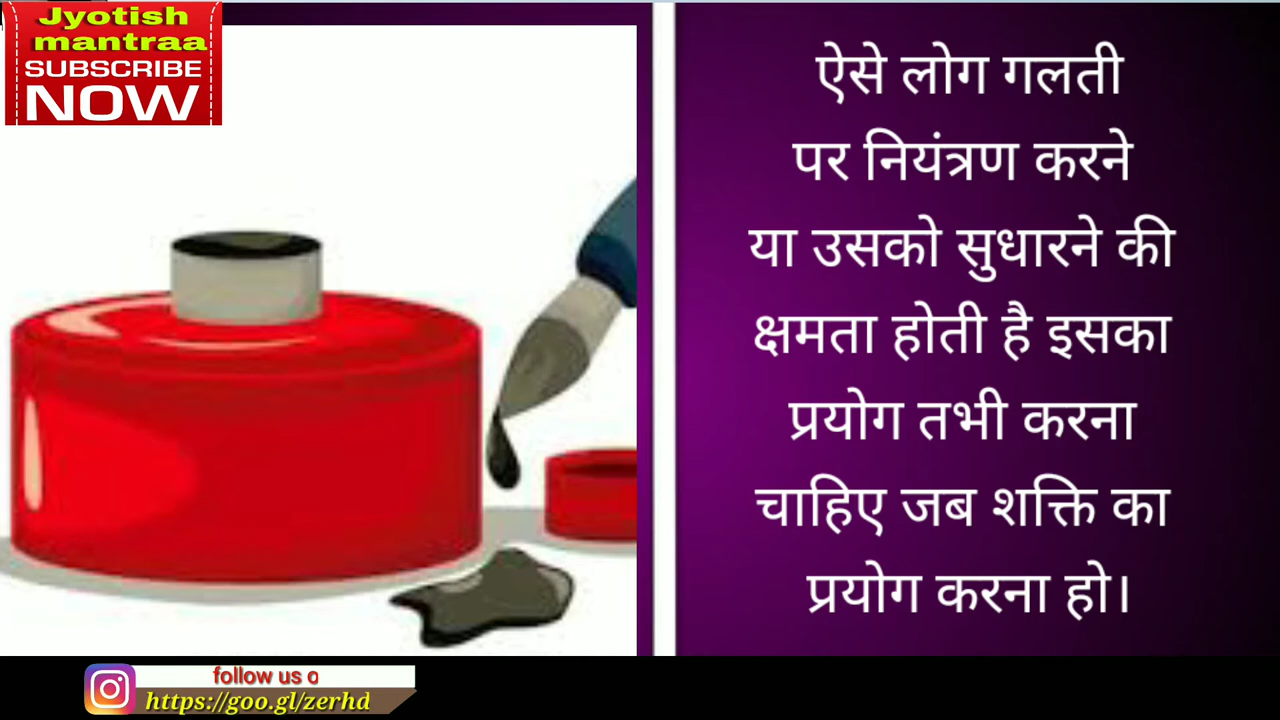 Jyotish
mantraa
SUBSCRIBE
NOW
ऐसे लोग गलती
पर नियंत्रण करने
या उसको सुधारने की
क्षमता होती है इसका
प्रयोग तभी करना
चाहिए जब शक्ति का
प्रयोग करना हो।
follow us o
https://goo.gl/zerhd